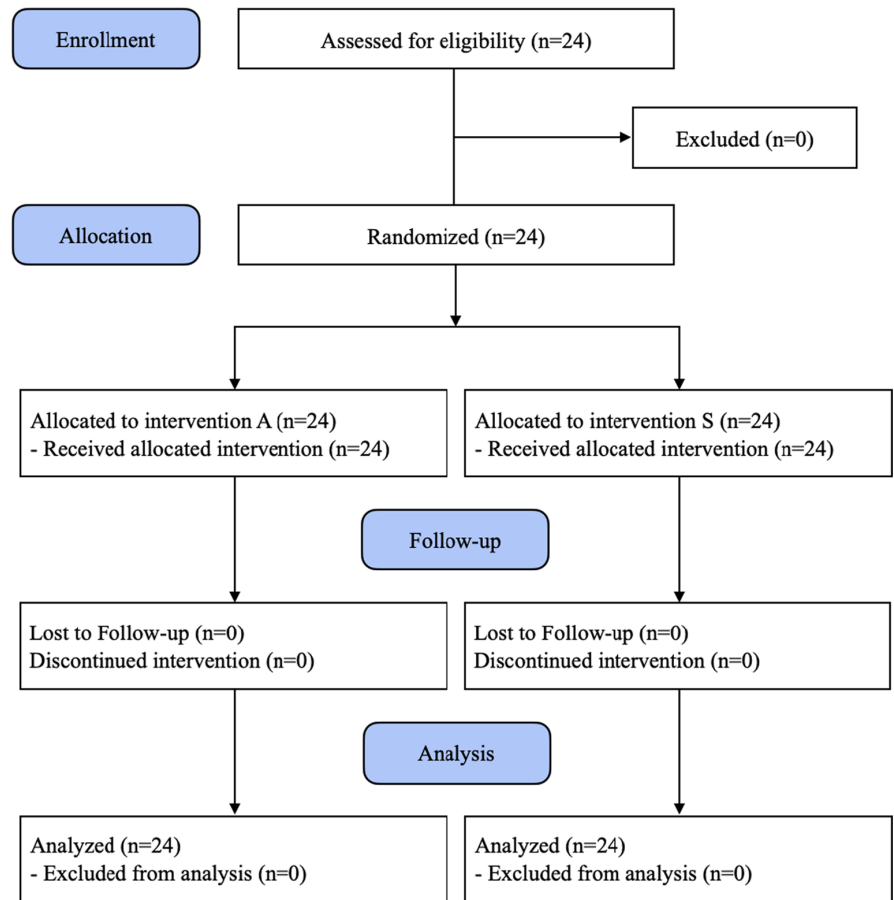 Enrollment
Assessed for eligibility (n=24)
Excluded (n=0)
Allocation
Randomized (n=24)
Allocated to intervention A (n=24)
- Received allocated intervention (n=24)
Allocated to intervention S (n=24)
- Received allocated intervention (n=24)
Follow-up
Lost to Follow-up (n=0)
Discontinued intervention (n=0)
Lost to Follow-up (n=0)
Discontinued intervention (n=0)
Analysis
Analyzed (n=24)
- Excluded from analysis (n=0)
Analyzed (n=24)
- Excluded from analysis (n=0)